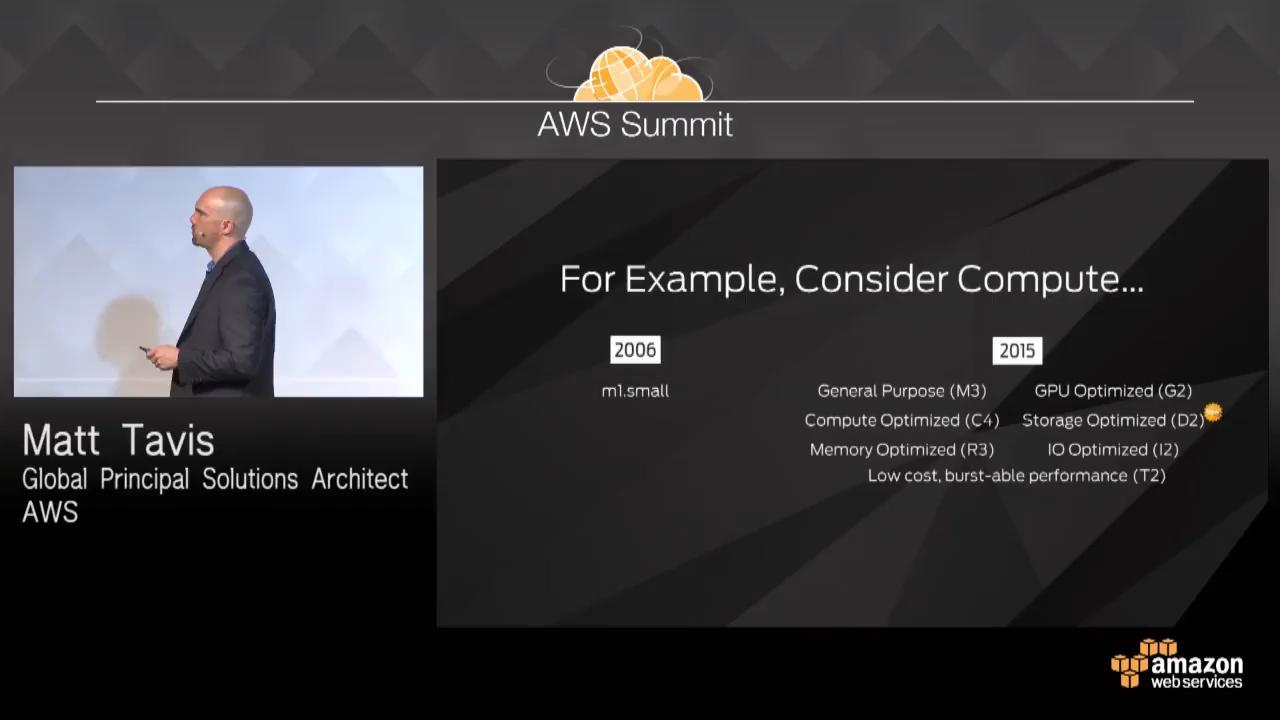 AWS Summit
Matt Tavis
Global Principal Solutions Architect
AWS
For Example, Consider Compute...
2006
m1.small
2015
General Purpose (M3) GPU Optimized (G2)
Compute Optimized (C4) Storage Optimized (D2)
Memory Optimized (R3) IO Optimized (I2)
Low cost, burst-able performance (T2)
amazon
web services